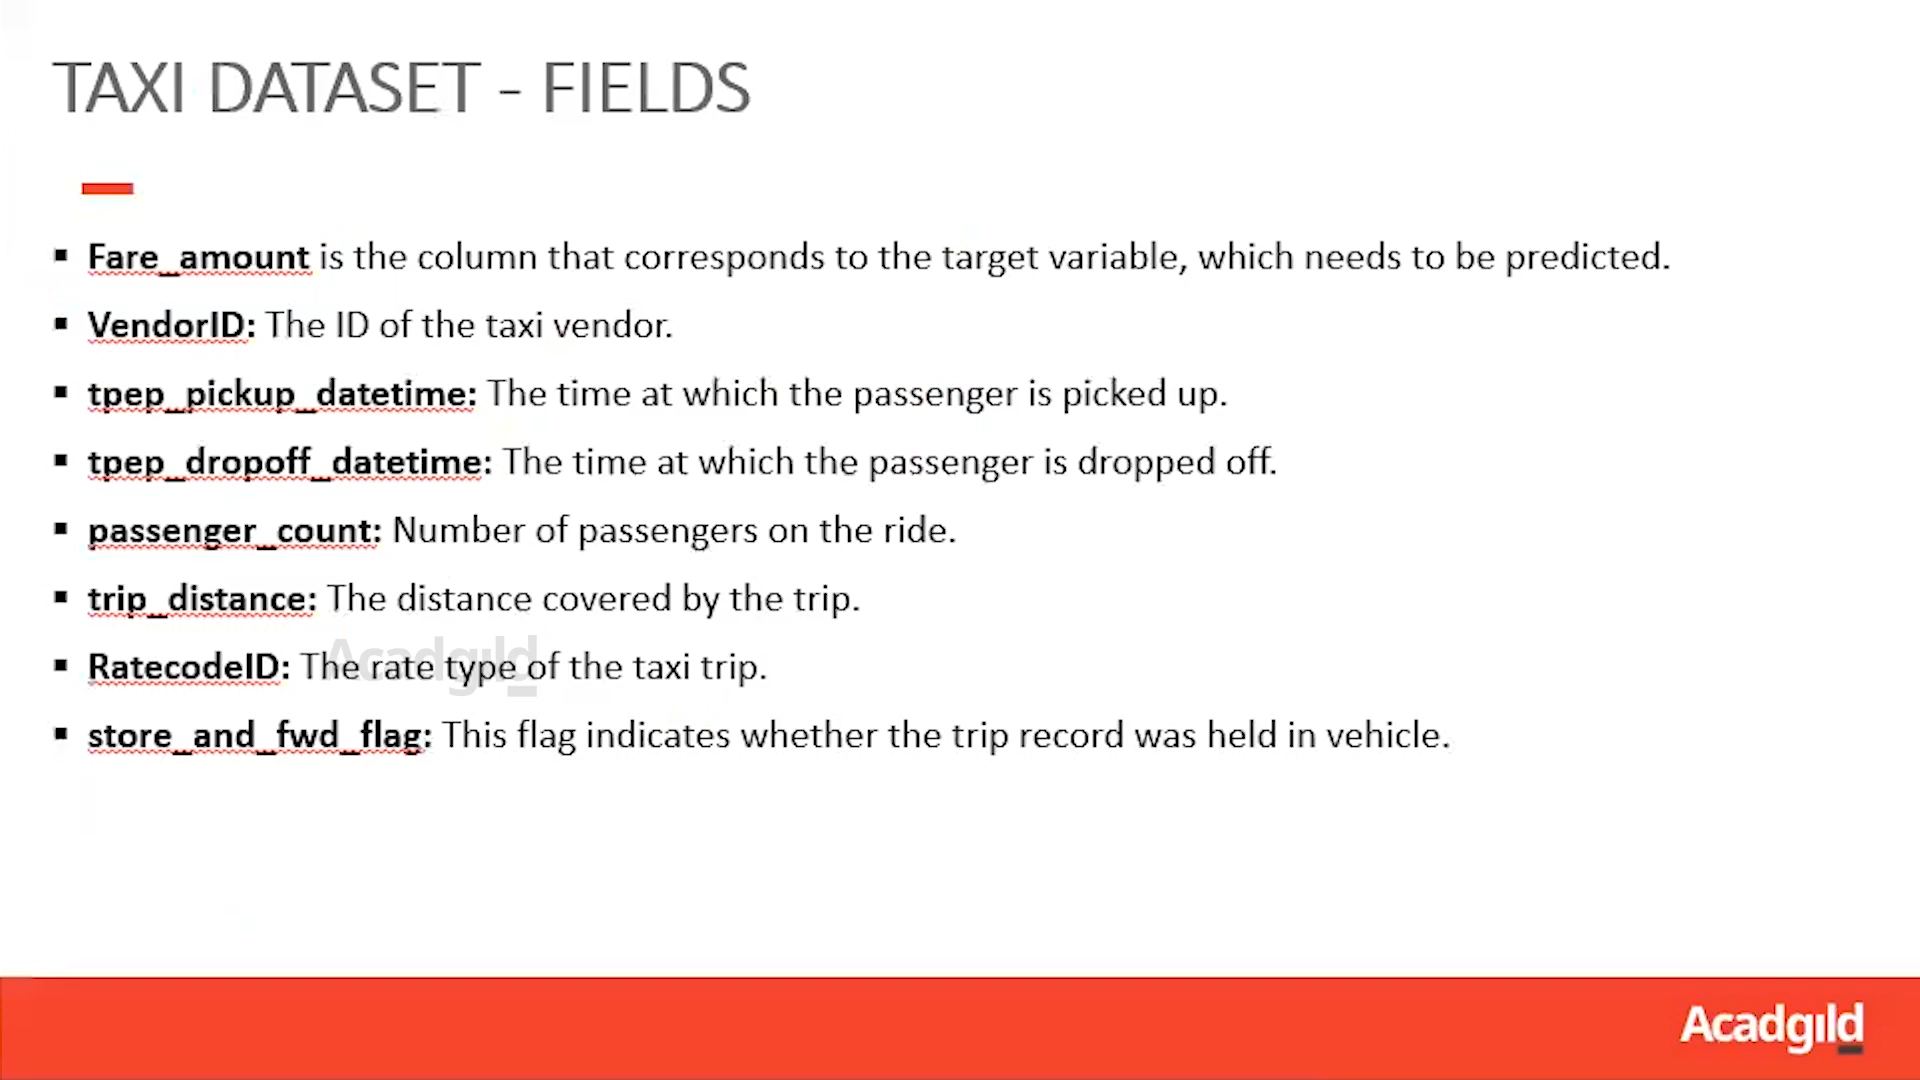 TAXI DATASET - FIELDS
▪ Fare_amount is the column that corresponds to the target variable, which needs to be predicted.
▪ VendorID: The ID of the taxi vendor.
▪ tpep_pickup_datetime: The time at which the passenger is picked up.
▪ tpep_dropoff_datetime: The time at which the passenger is dropped off.
▪ passenger_count: Number of passengers on the ride.
▪ trip_distance: The distance covered by the trip.
▪ RatecodeID: The rate type of the taxi trip.
Acadgıld
▪ store_and_fwd_flag: This flag indicates whether the trip record was held in vehicle.
Acadgıld